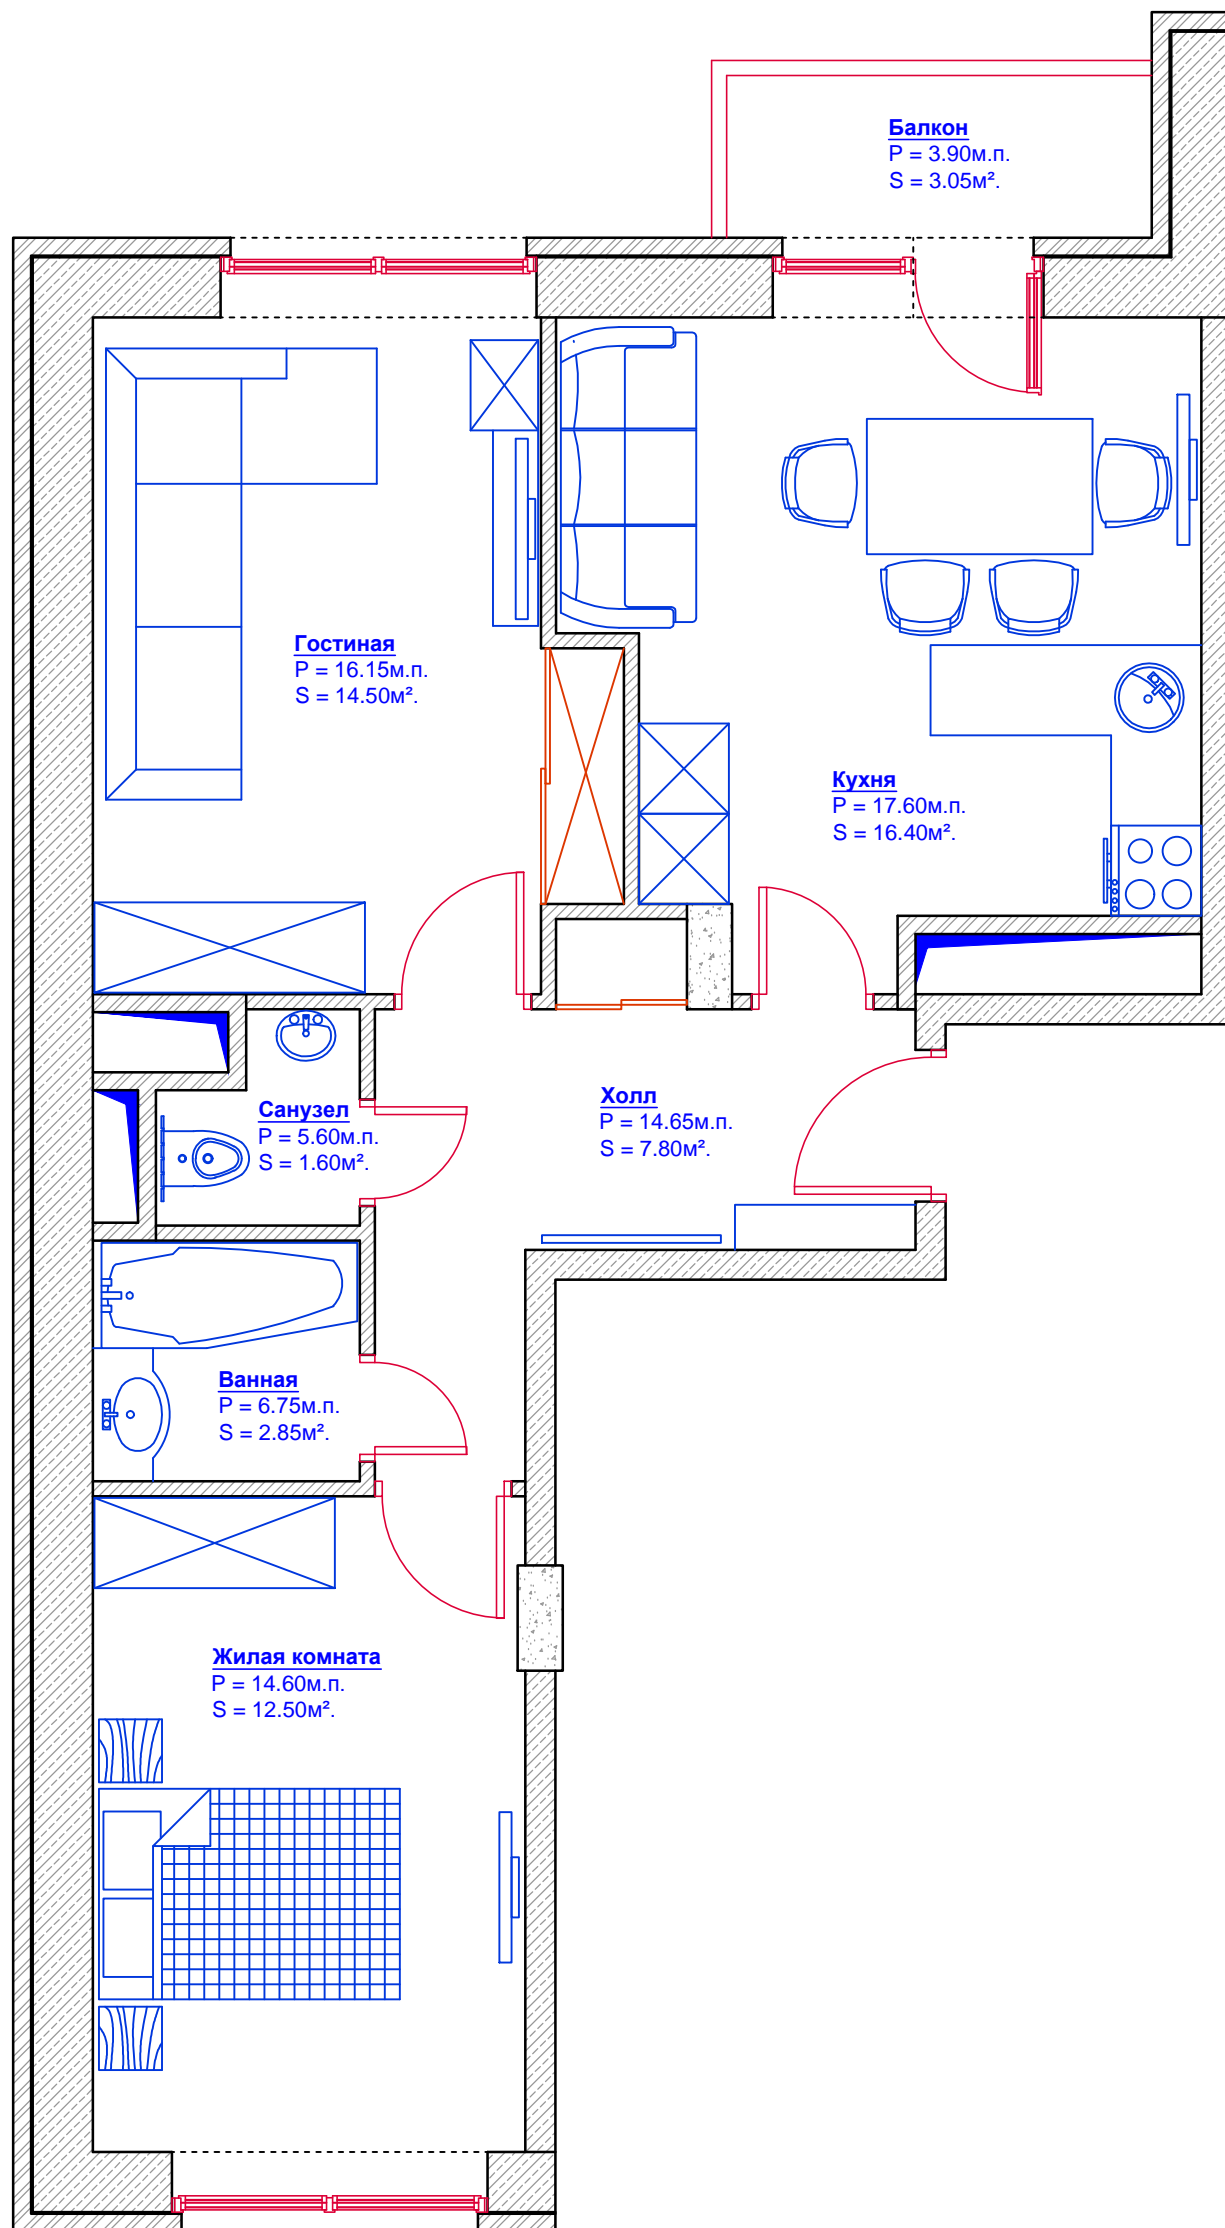 Балкон
P = 3.90м.п.
S = 3.05м².
Гостиная
P = 16.15м.п.
S = 14.50м².
Кухня
P = 17.60м.п.
S = 16.40м².
Холл
P = 14.65м.п.
S = 7.80м².
Санузел
P = 5.60м.п.
S = 1.60м².
Ванная
P = 6.75м.п.
S = 2.85м².
Жилая комната
P = 14.60м.п.
S = 12.50м².